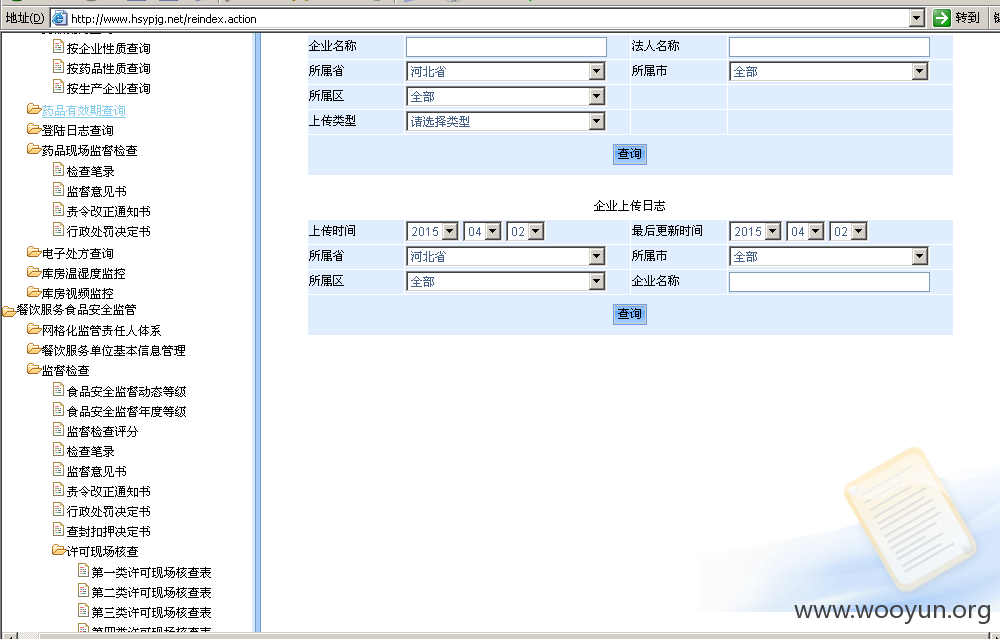 地址(D) http://www.hsypjg.net/reindex.action 转到
按企业性质查询
按药品性质查询
按生产企业查询
药品有效期查询
登陆日志查询
药品现场监督检查
检查笔录
监督意见书
责令改正通知书
行政处罚决定书
电子处方查询
库房温湿度监控
库房视频监控
餐饮服务食品安全监管
网格化监管责任人体系
餐饮服务单位基本信息管理
监督检查
食品安全监督动态等级
食品安全监督年度等级
监督检查评分
检查笔录
监督意见书
责令改正通知书
行政处罚决定书
查封扣押决定书
许可现场核查
第一类许可现场核查表
第二类许可现场核查表
第三类许可现场核查表
第四类许可现场核查表
企业名称 法人名称
所属省 河北省 所属市 全部
所属区 全部
上传类型 请选择类型
查询
企业上传日志
上传时间 2015 04 02 最后更新时间 2015 04 02
所属省 河北省 所属市 全部
所属区 全部 企业名称
查询
www.wooyun.org